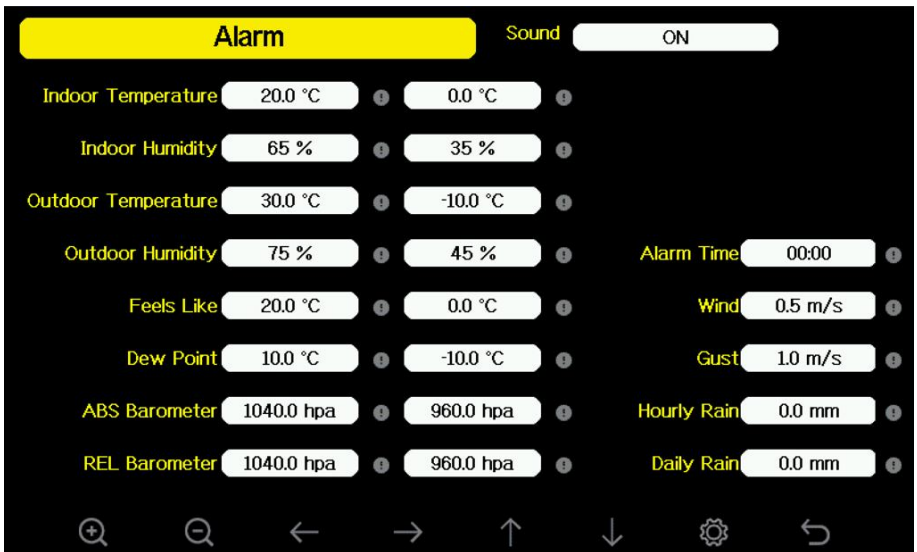 Alarm Sound ON
Indoor Temperature 20.0 °C 0.0 °C
Indoor Humidity 65 % 35 %
Outdoor Temperature 30.0 °C -10.0 °C
Outdoor Humidity 75 % 45 % Alarm Time 00:00
Feels Like 20.0 °C 0.0 °C Wind 0.5 m/s
Dew Point 10.0 °C -10.0 °C Gust 1.0 m/s
ABS Barometer 1040.0 hpa 960.0 hpa Hourly Rain 0.0 mm
REL Barometer 1040.0 hpa 960.0 hpa Daily Rain 0.0 mm